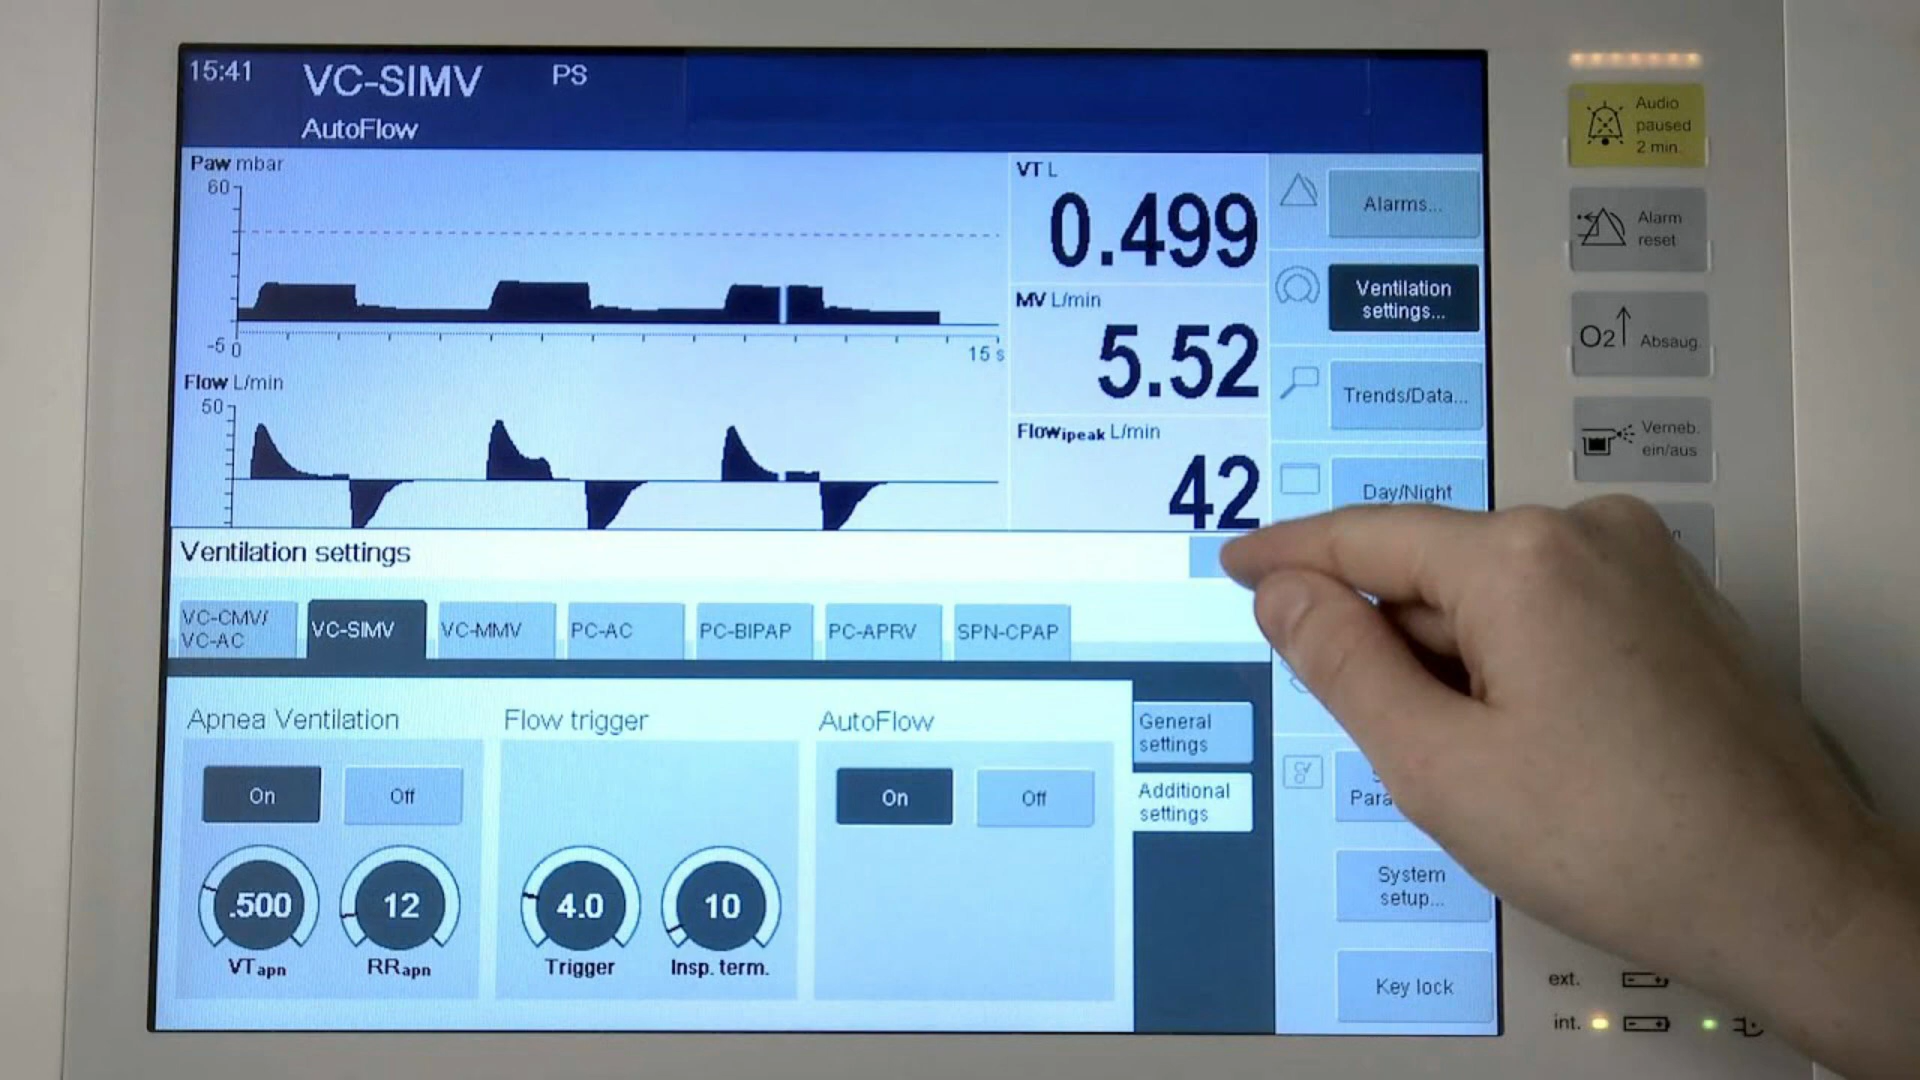 15:41
VC-SIMV
PS
AutoFlow
Paw mbar
60
-5
0
15 s
Flow L/min
50
VT L
0.499
MV L/min
5.52
Flowipeak L/min
42
Alarms...
Ventilation
settings...
Trends/Data...
Day/Night
Ventilation settings
VC-CMV/
VC-AC
VC-SIMV
VC-MMV
PC-AC
PC-BIPAP
PC-APRV
SPN-CPAP
Apnea Ventilation
On
Off
.500
12
VTapn
RRapn
Flow trigger
4.0
10
Trigger
Insp. term.
AutoFlow
On
Off
General
settings
Additional
settings
System
setup...
Key lock
Audio
paused
2 min.
Alarm
reset
O2
Absaug.
Verneb.
ein/aus
ext.
int.